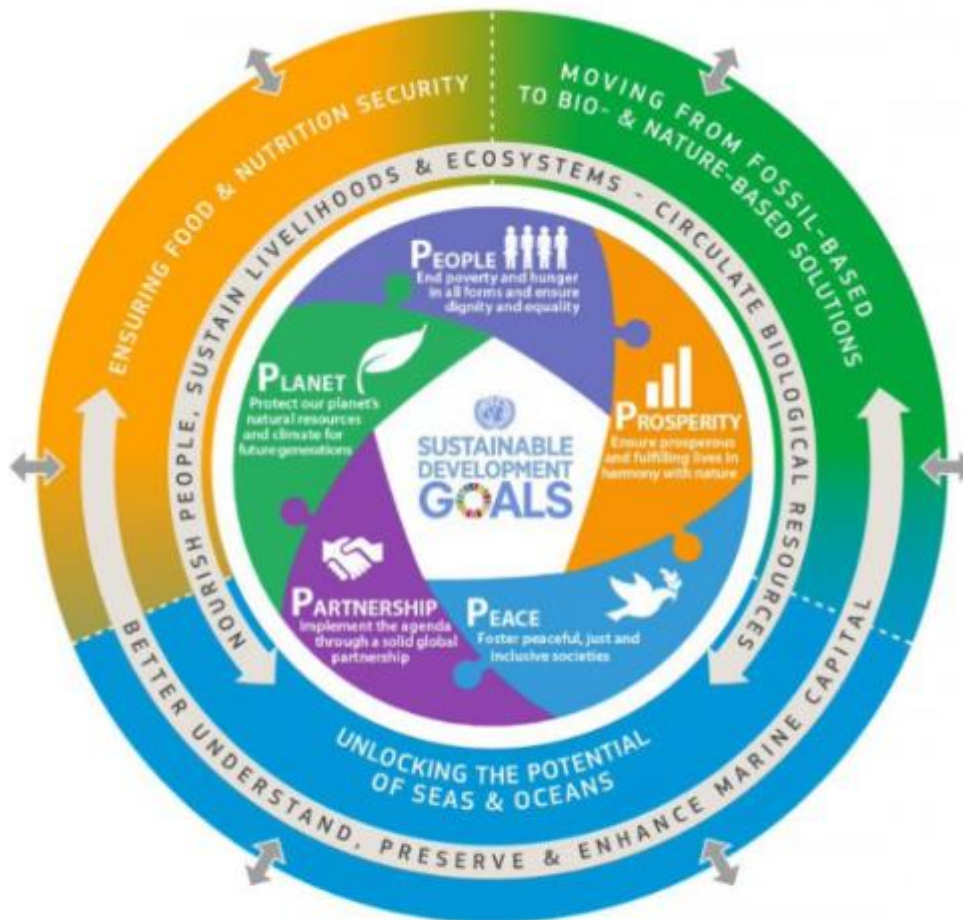 ENSURING FOOD & NUTRITION SECURITY
MOVING FROM FOSSIL-BASED
TO BIO- & NATURE-BASED SOLUTIONS
NOURISH PEOPLE, SUSTAIN LIVELIHOODS & ECOSYSTEMS - CIRCULATE BIOLOGICAL RESOURCES
PEOPLE
End poverty and hunger
in all forms and ensure
dignity and equality
PLANET
Protect our planet's
natural resources
and climate for
future generations
PROSPERITY
Ensure prosperous
and fulfilling lives in
harmony with nature
SUSTAINABLE
DEVELOPMENT
GOALS
PARTNERSHIP
Implement the agenda
through a solid global
partnership
PEACE
Foster peaceful, just and
inclusive societies
UNLOCKING THE POTENTIAL
OF SEAS & OCEANS
BETTER UNDERSTAND, PRESERVE & ENHANCE MARINE CAPITAL